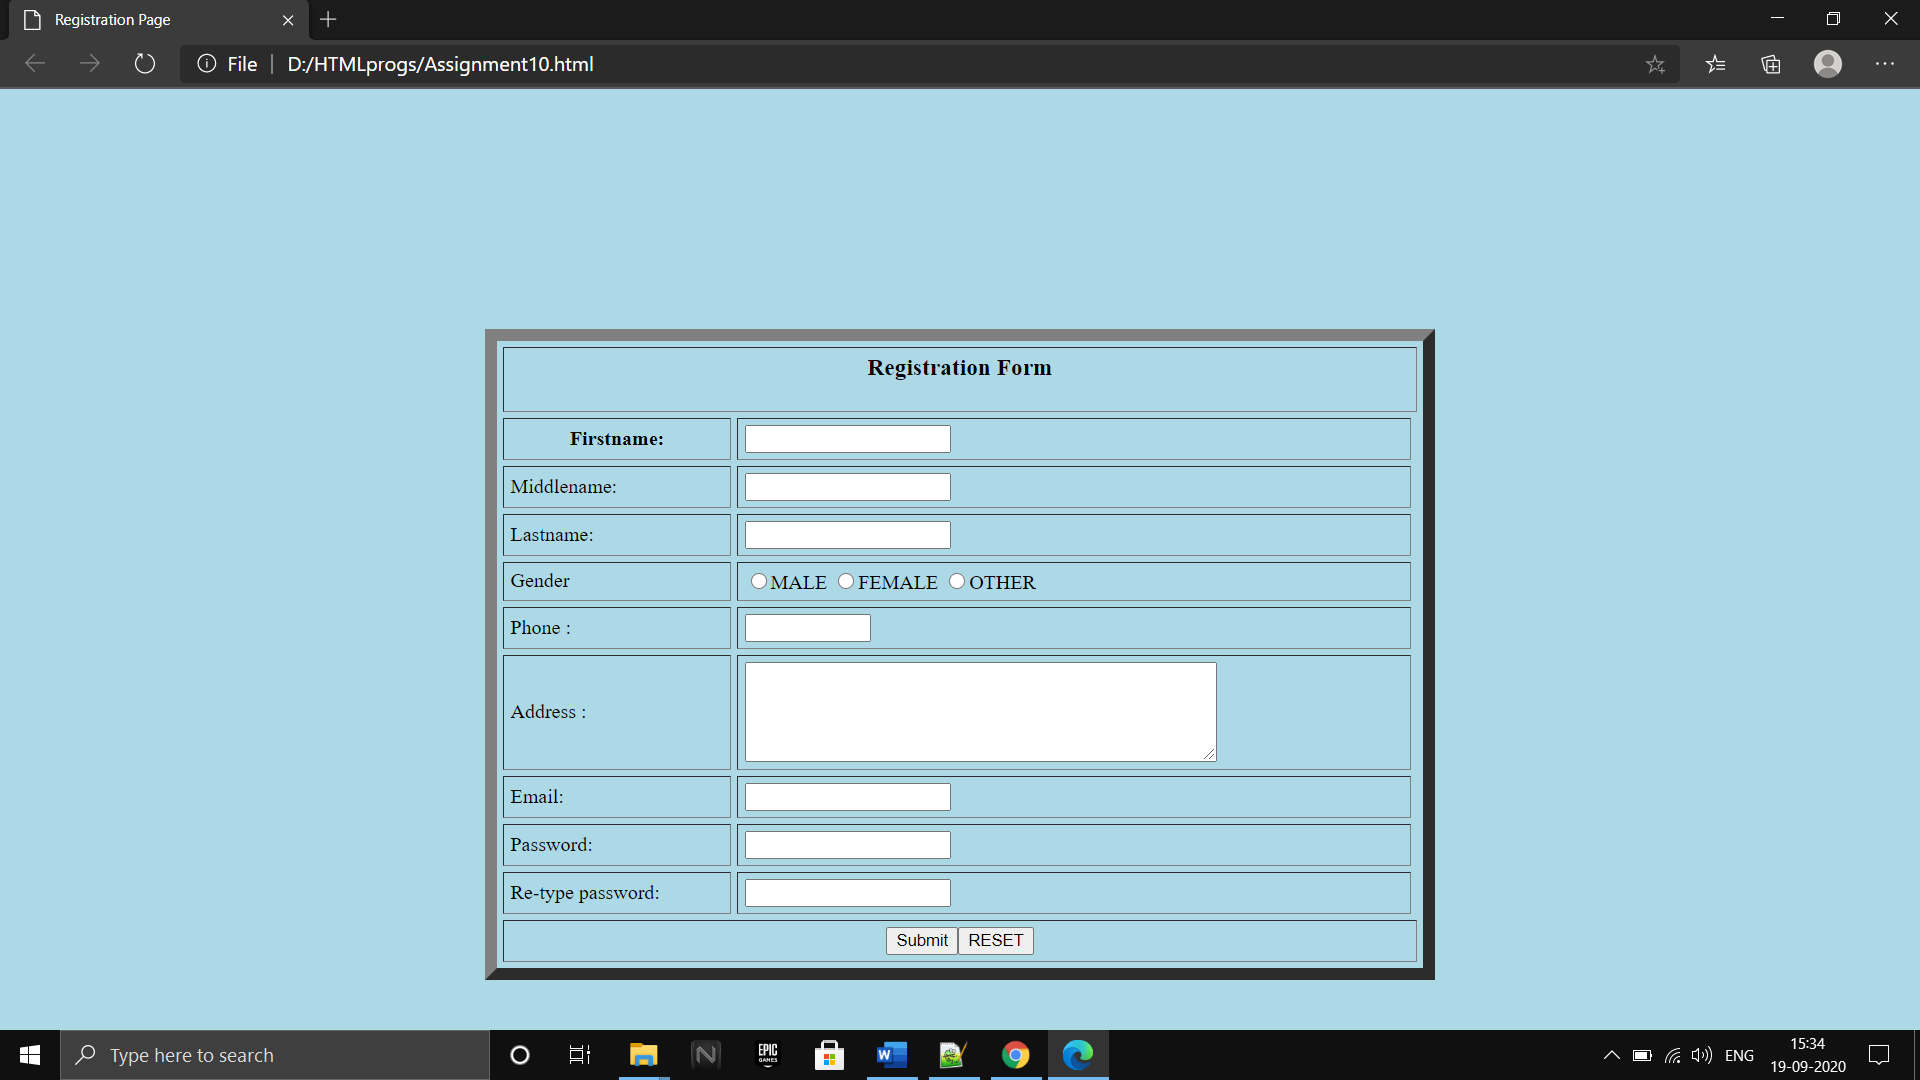 Registration Page
File D:/HTMLprogs/Assignment10.html
Registration Form
Firstname:
Middlename:
Lastname:
Gender MALE FEMALE OTHER
Phone :
Address :
Email:
Password:
Re-type password:
Submit RESET
Type here to search
EPIC
GAMES
W
N
ENG
15:34
19-09-2020